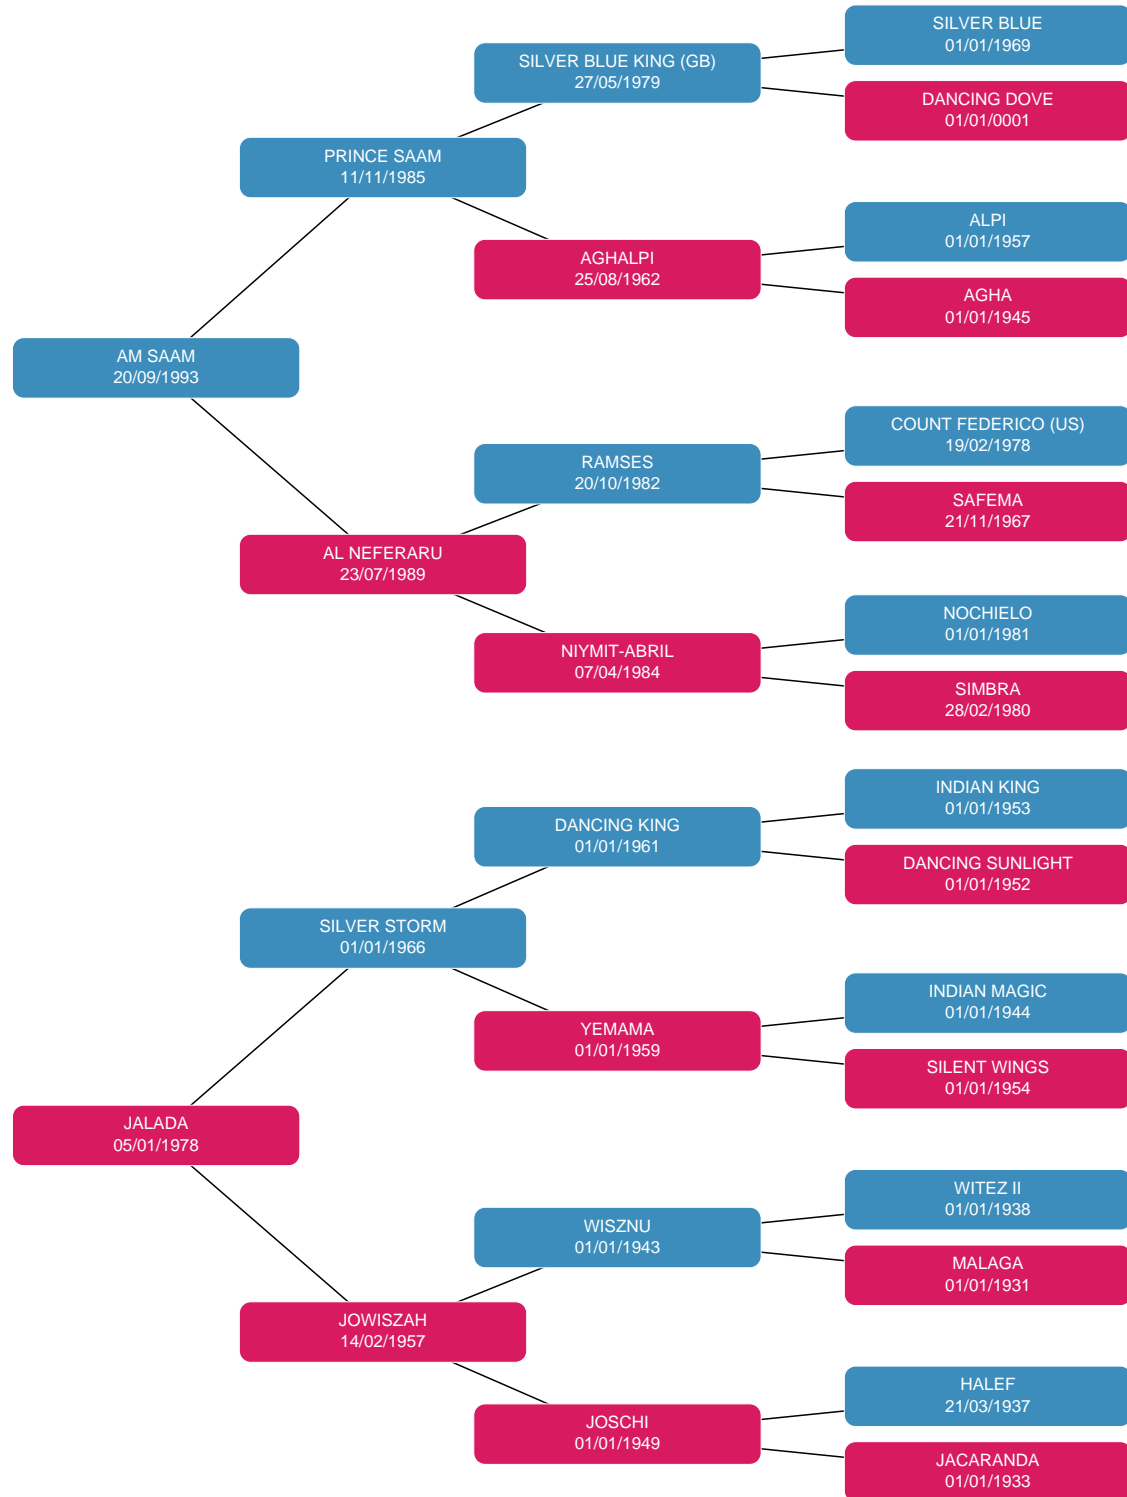 SILVER BLUE
01/01/1969
SILVER BLUE KING (GB)
27/05/1979
DANCING DOVE
01/01/0001
PRINCE SAAM
11/11/1985
ALPI
01/01/1957
AGHALPI
25/08/1962
AGHA
01/01/1945
AM SAAM
20/09/1993
COUNT FEDERICO (US)
19/02/1978
RAMSES
20/10/1982
SAFEMA
21/11/1967
AL NEFERARU
23/07/1989
NOCHIELO
01/01/1981
NIYMIT-ABRIL
07/04/1984
SIMBRA
28/02/1980
INDIAN KING
01/01/1953
DANCING KING
01/01/1961
DANCING SUNLIGHT
01/01/1952
SILVER STORM
01/01/1966
INDIAN MAGIC
01/01/1944
YEMAMA
01/01/1959
SILENT WINGS
01/01/1954
JALADA
05/01/1978
WITEZ II
01/01/1938
WISZNU
01/01/1943
MALAGA
01/01/1931
JOWISZAH
14/02/1957
HALEF
21/03/1937
JOSCHI
01/01/1949
JACARANDA
01/01/1933